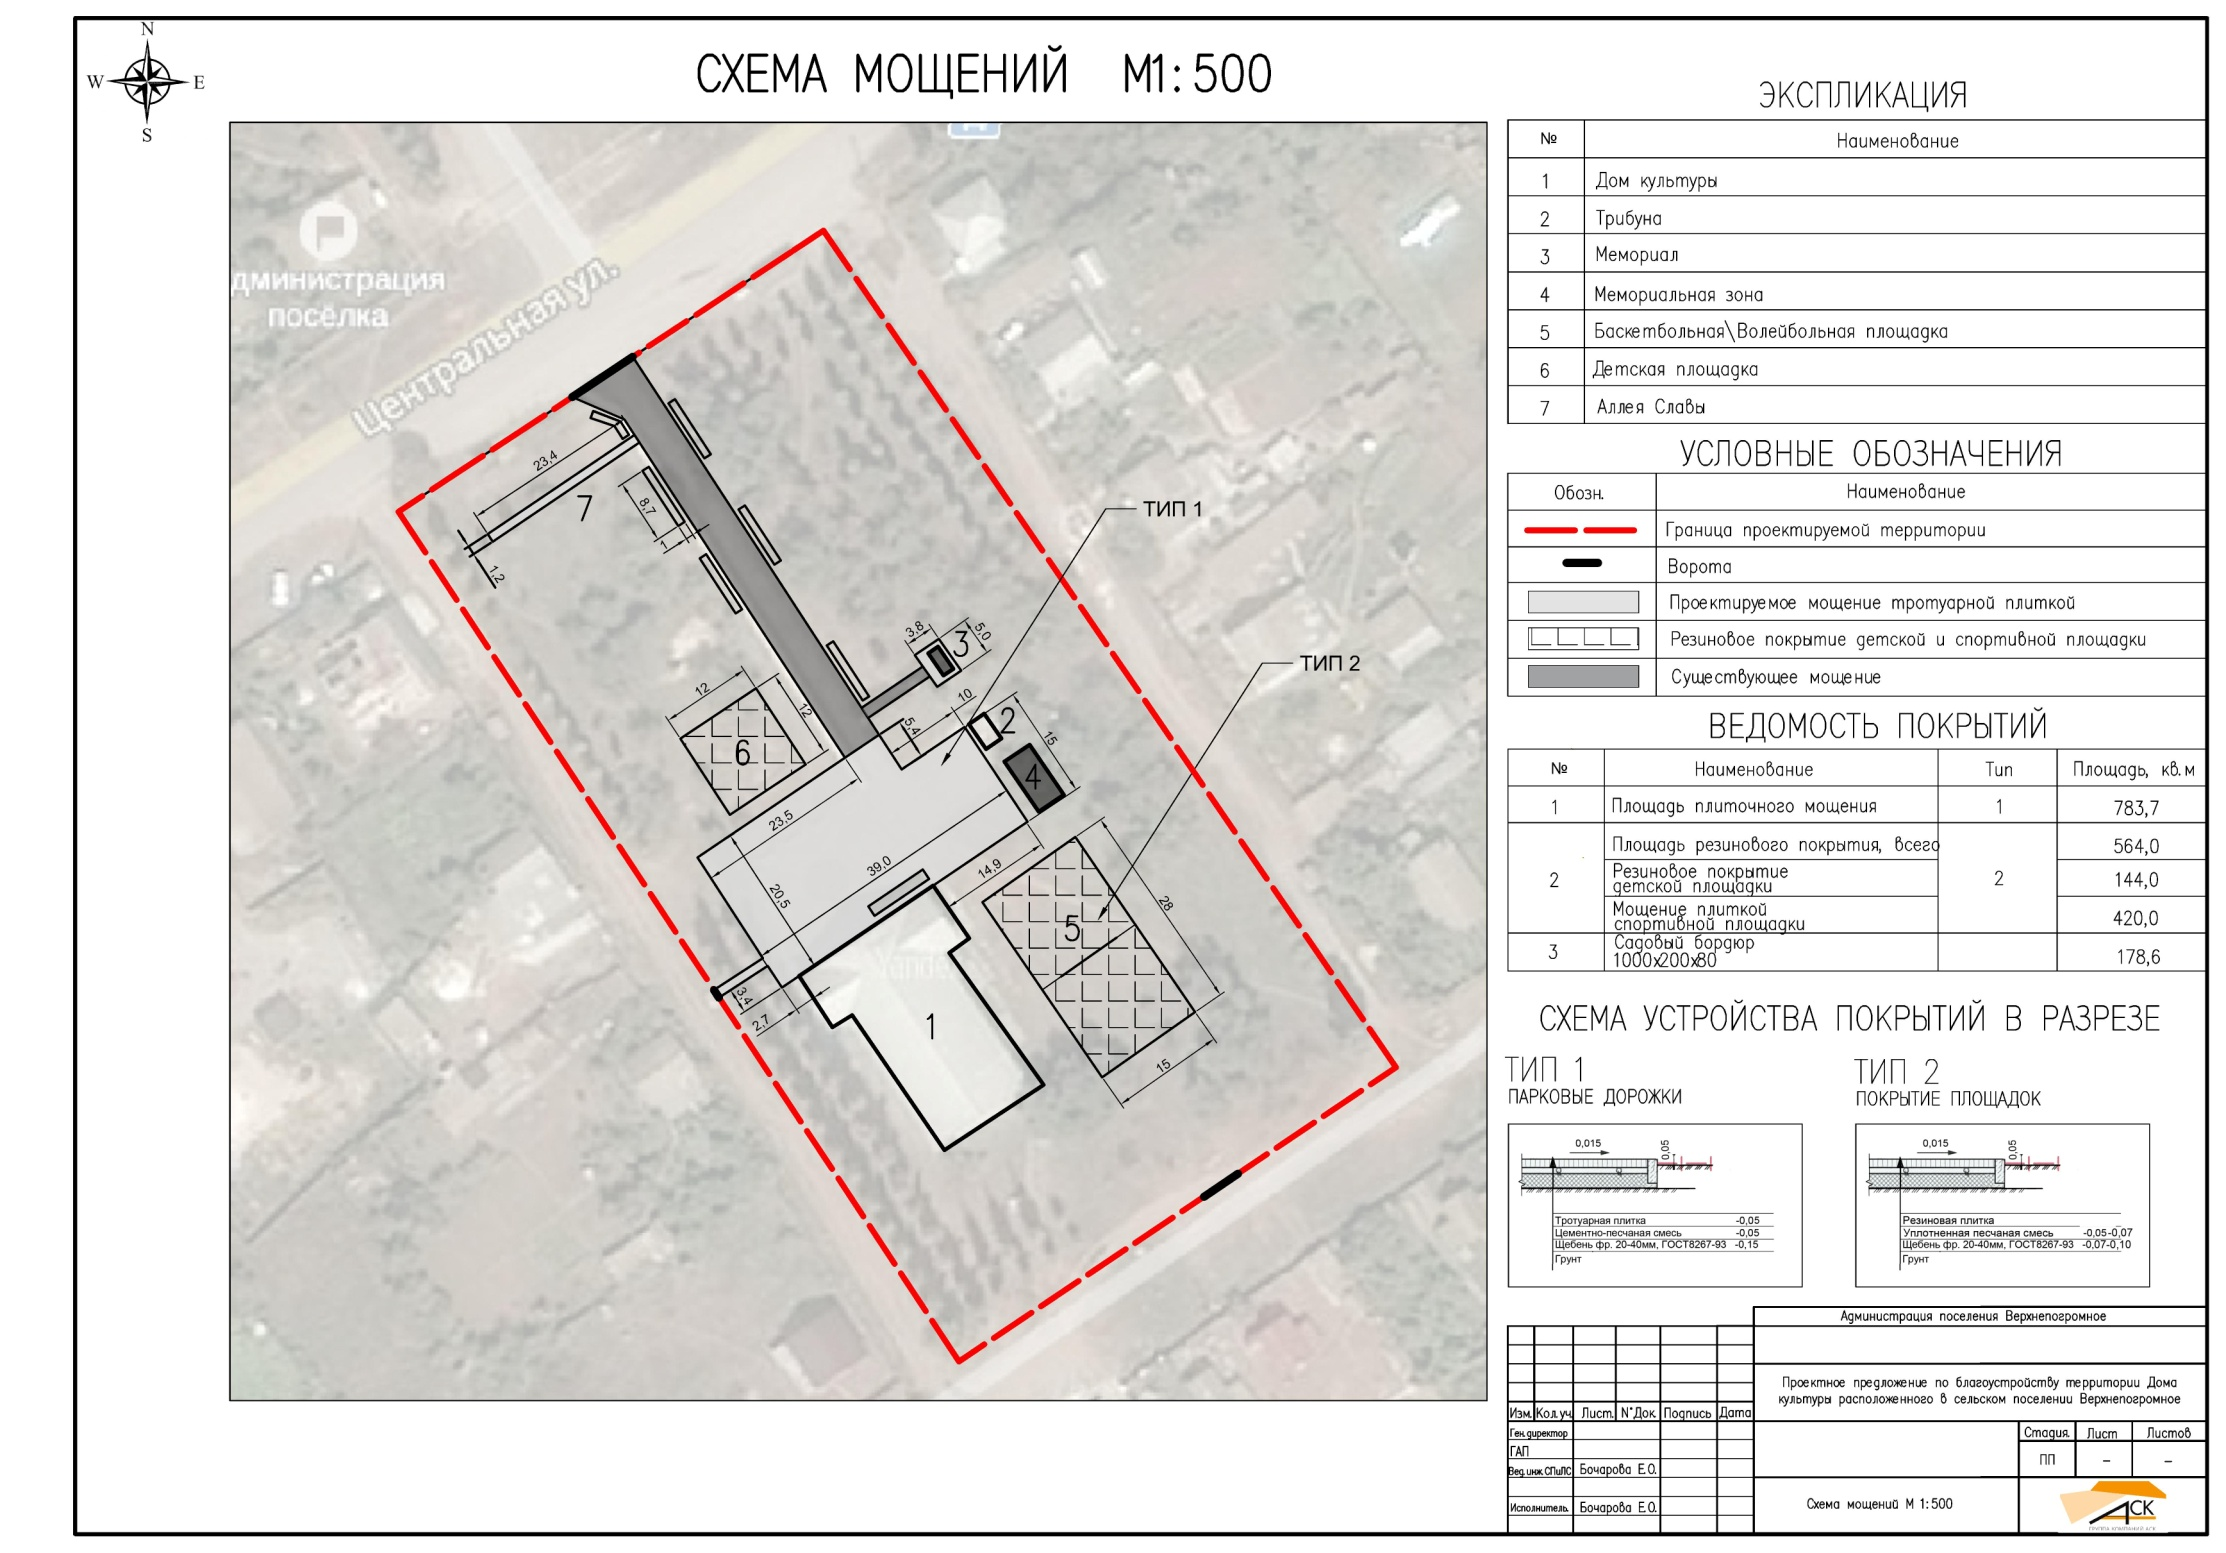 N
W E
S
СХЕМА МОЩЕНИЙ М1:500
дминистрация
посёлка
Центральная ул.
23,4
7
8,7
1
1,2
ТИП 1
3,8
5,0
3
ТИП 2
12
12
6
10
5,4
2
15
4
23,5
39,0
20,5
14,9
28
5
3,4
2,7
1
15
ЭКСПЛИКАЦИЯ
№ Наименование
1 Дом культуры
2 Трибуна
3 Мемориал
4 Мемориальная зона
5 Баскетбольная\Волейбольная площадка
6 Детская площадка
7 Аллея Славы
УСЛОВНЫЕ ОБОЗНАЧЕНИЯ
Обозн. Наименование
Граница проектируемой территории
Ворота
Проектируемое мощение тротуарной плиткой
Резиновое покрытие детской и спортивной площадки
Существующее мощение
ВЕДОМОСТЬ ПОКРЫТИЙ
№ Наименование Тип Площадь, кв.м
1 Площадь плиточного мощения 1 783,7
Площадь резинового покрытия, всего 564,0
2 Резиновое покрытие
детской площадки 2 144,0
Мощение плиткой
спортивной площадки 420,0
3 Садовый бордюр
1000х200х80 178,6
СХЕМА УСТРОЙСТВА ПОКРЫТИЙ В РАЗРЕЗЕ
ТИП 1
ПАРКОВЫЕ ДОРОЖКИ
0,015
0,05
Тротуарная плитка -0,05
Цементно-песчаная смесь -0,05
Щебень фр. 20-40мм, ГОСТ8267-93 -0,15
Грунт
ТИП 2
ПОКРЫТИЕ ПЛОЩАДОК
0,015
0,05
Резиновая плитка
Уплотненная песчаная смесь -0,05-0,07
Щебень фр. 20-40мм, ГОСТ8267-93 -0,07-0,10
Грунт
Администрация поселения Верхнепогромное
Проектное предложение по благоустройству территории Дома
культуры расположенного в сельском поселении Верхнепогромное
Изм. Кол.уч. Лист. N°Док. Подпись Дата
Ген. директор
ГАП
Вед. инж. СПиЛС Бочарова Е.О.
Исполнитель. Бочарова Е.О.
Стадия. Лист Листов
ПП - -
Схема мощений М 1:500
АСК
ГРУППА КОМПАНИЙ АСК